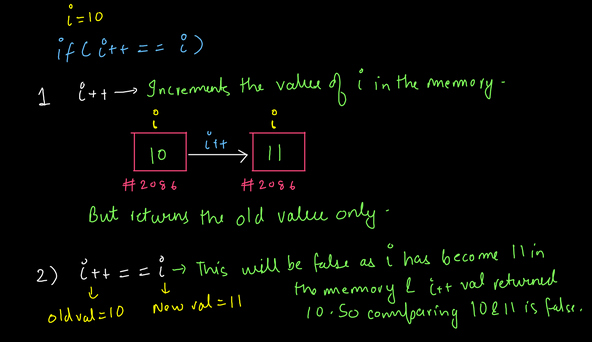 i=10
if(i++ == i)
1 i++ → Increments the value of i in the memory.
i i
10 i++ 11
#2086 #2086
But returns the old value only.
2) i++ == i → This will be false as i has become 11 in
the memory & i++ val returned
old val=10 New val=11
10. So comparing 10 & 11 is false.